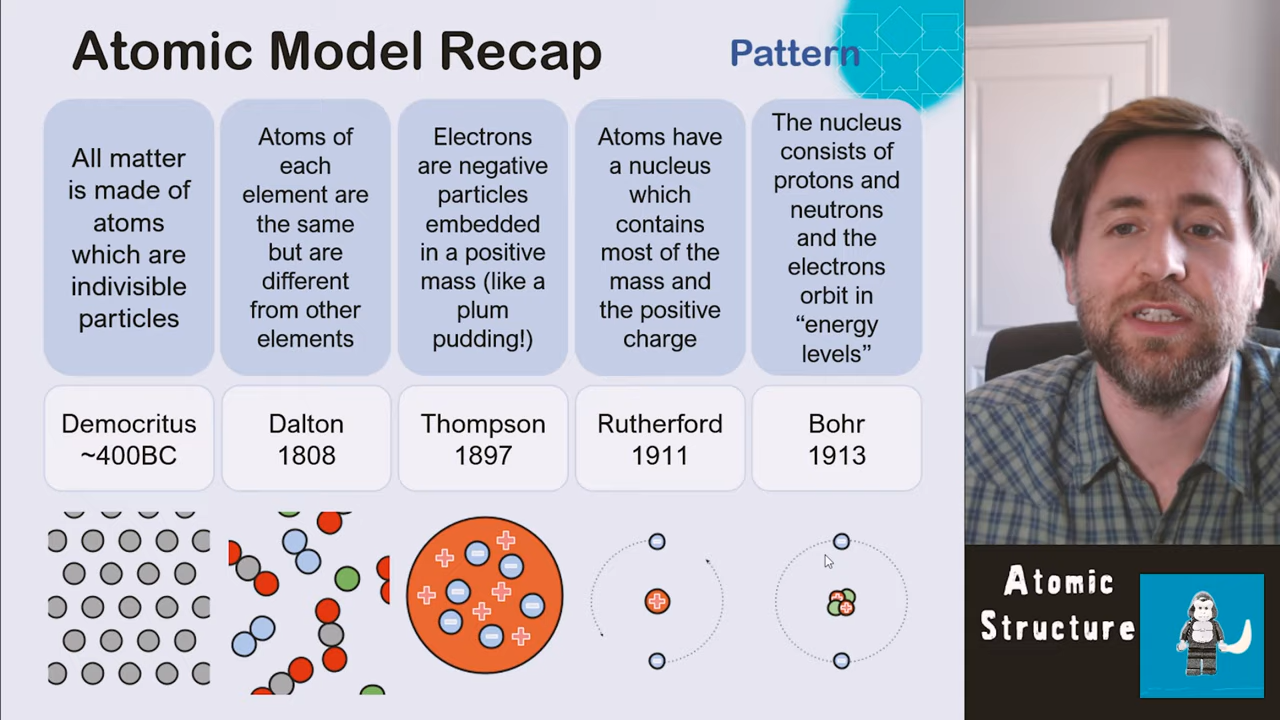 Atomic Model Recap
Pattern
All matter
is made of
atoms
which are
indivisible
particles
Atoms of
each
element are
the same
but are
different
from other
elements
Electrons
are negative
particles
embedded
in a positive
mass (like a
plum
pudding!)
Atoms have
a nucleus
which
contains
most of the
mass and
the positive
charge
The nucleus
consists of
protons and
neutrons
and the
electrons
orbit in
“energy
levels”
Democritus
~400BC
Dalton
1808
Thompson
1897
Rutherford
1911
Bohr
1913
Atomic
Structure